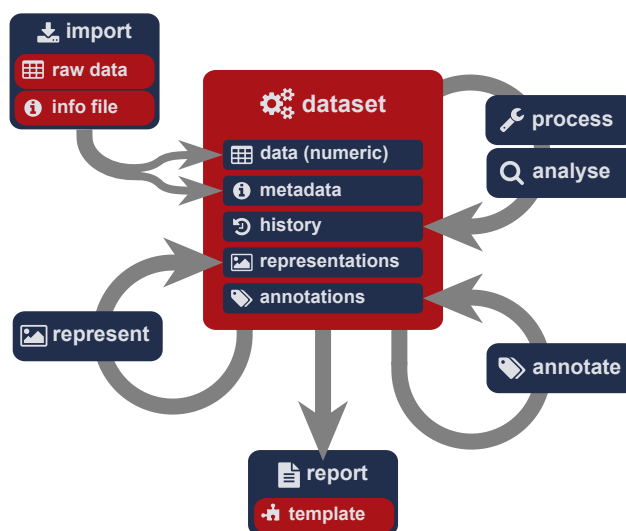 import
raw data
info file
dataset
data (numeric)
metadata
history
representations
annotations
process
analyse
represent
annotate
report
template